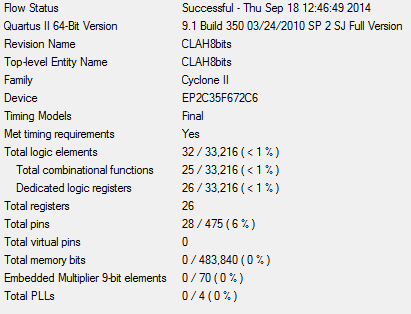 Flow Status Successful - Thu Sep 18 12:46:49 2014
Quartus II 64-Bit Version 9.1 Build 350 03/24/2010 SP 2 SJ Full Version
Revision Name CLAH8bits
Top-level Entity Name CLAH8bits
Family Cyclone II
Device EP2C35F672C6
Timing Models Final
Met timing requirements Yes
Total logic elements 32 / 33,216 ( < 1 % )
Total combinational functions 25 / 33,216 ( < 1 % )
Dedicated logic registers 26 / 33,216 ( < 1 % )
Total registers 26
Total pins 28 / 475 ( 6 % )
Total virtual pins 0
Total memory bits 0 / 483,840 ( 0 % )
Embedded Multiplier 9-bit elements 0 / 70 ( 0 % )
Total PLLs 0 / 4 ( 0 % )